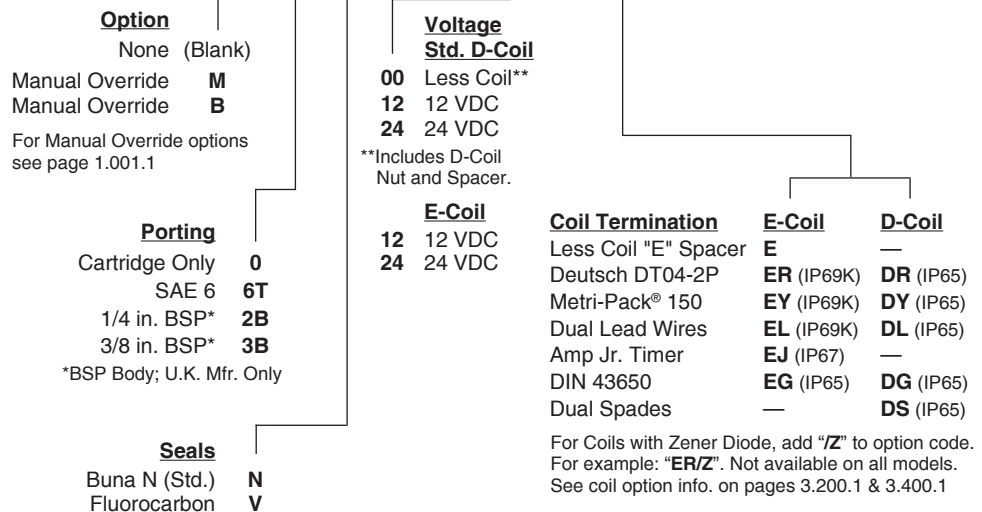 Option
None (Blank)
Manual Override M
Manual Override B
For Manual Override options
see page 1.001.1
Porting
Cartridge Only 0
SAE 6 6T
1/4 in. BSP* 2B
3/8 in. BSP* 3B
*BSP Body; U.K. Mfr. Only
Seals
Buna N (Std.) N
Fluorocarbon V
Voltage
Std. D-Coil
00 Less Coil**
12 12 VDC
24 24 VDC
**Includes D-Coil
Nut and Spacer.
E-Coil
12 12 VDC
24 24 VDC
Coil Termination E-Coil D-Coil
Less Coil "E" Spacer E —
Deutsch DT04-2P ER (IP69K) DR (IP65)
Metri-Pack® 150 EY (IP69K) DY (IP65)
Dual Lead Wires EL (IP69K) DL (IP65)
Amp Jr. Timer EJ (IP67) —
DIN 43650 EG (IP65) DG (IP65)
Dual Spades — DS (IP65)
For Coils with Zener Diode, add “/Z” to option code.
For example: “ER/Z”. Not available on all models.
See coil option info. on pages 3.200.1 & 3.400.1